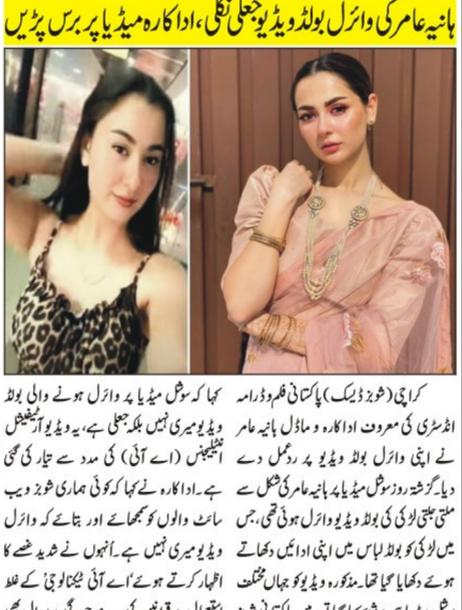 ہانیہ عامر کی وائرل بولڈ ویڈیو جعلی نکلی، اداکارہ میڈیا پر برس پڑیں
کراچی (شوبز ڈیسک) پاکستانی فلم و ڈرامہ
انڈسٹری کی معروف اداکارہ و ماڈل ہانیہ عامر
نے اپنی وائرل بولڈ ویڈیو پر ردعمل دے
دیا۔ گزشتہ روز سوشل میڈیا پر ہانیہ عامر کی شکل سے
ملتی جلتی لڑکی کی بولڈ ویڈیو وائرل ہوئی تھی، جس
میں لڑکی کو بولڈ لباس میں اپنی ادائیں دکھاتے
ہوئے دکھایا گیا تھا۔ مذکورہ ویڈیو کو جہاں مختلف
کہا کہ سوشل میڈیا پر وائرل ہونے والی بولڈ
ویڈیو میری نہیں بلکہ جعلی ہے، یہ ویڈیو آرٹیفیشل
انٹیلیجنس (اے آئی) کی مدد سے تیار کی گئی
ہے۔ اداکارہ نے کہا کہ کوئی ہماری شوبز ویب
سائٹ والوں کو سمجھائے اور بتائے کہ وائرل
ویڈیو میری نہیں ہے۔ اُنہوں نے شدید غصے کا
اظہار کرتے ہوئے 'اے آئی ٹیکنالوجی' کے غلط